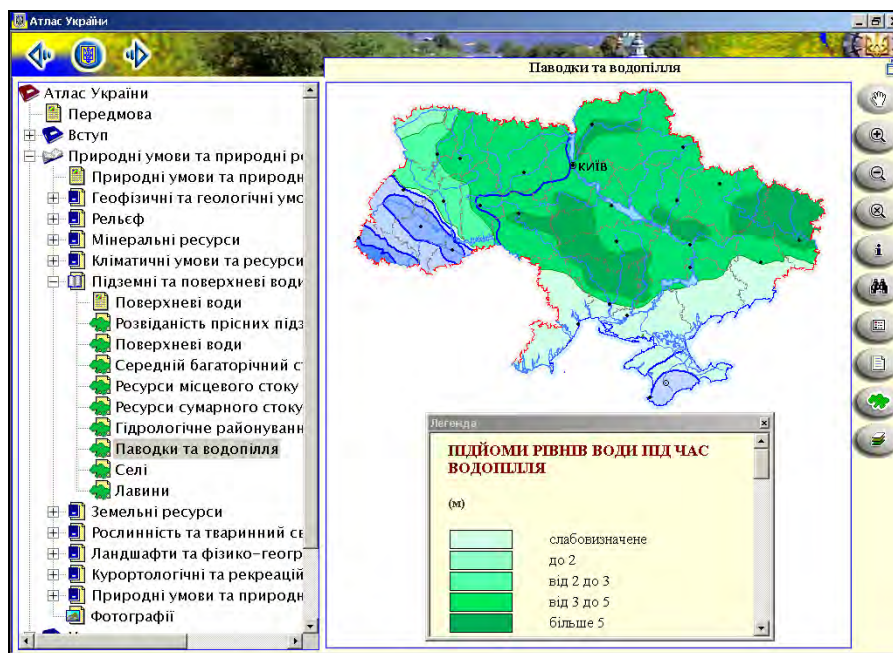 Атлас України
Паводки та водопілля
Атлас України
Передмова
Вступ
Природні умови та природні ре
Природні умови та природн
Геофізичні та геологічні умо
Рельєф
Мінеральні ресурси
Кліматичні умови та ресурси
Підземні та поверхневі води
Поверхневі води
Розвіданість прісних підз
Поверхневі води
Середній багаторічний ст
Ресурси місцевого стоку
Ресурси сумарного стоку
Гідрологічне районуванн
Паводки та водопілля
Селі
Лавини
Земельні ресурси
Рослинність та тваринний св
Ландшафти та фізико-геогр
Курортологічні та рекреацій
Природні умови та природн
Фотографії
КИЇВ
Легенда
ПІДЙОМИ РІВНІВ ВОДИ ПІД ЧАС
ВОДОПІЛЛЯ
(м)
слабовизначене
до 2
від 2 до 3
від 3 до 5
більше 5